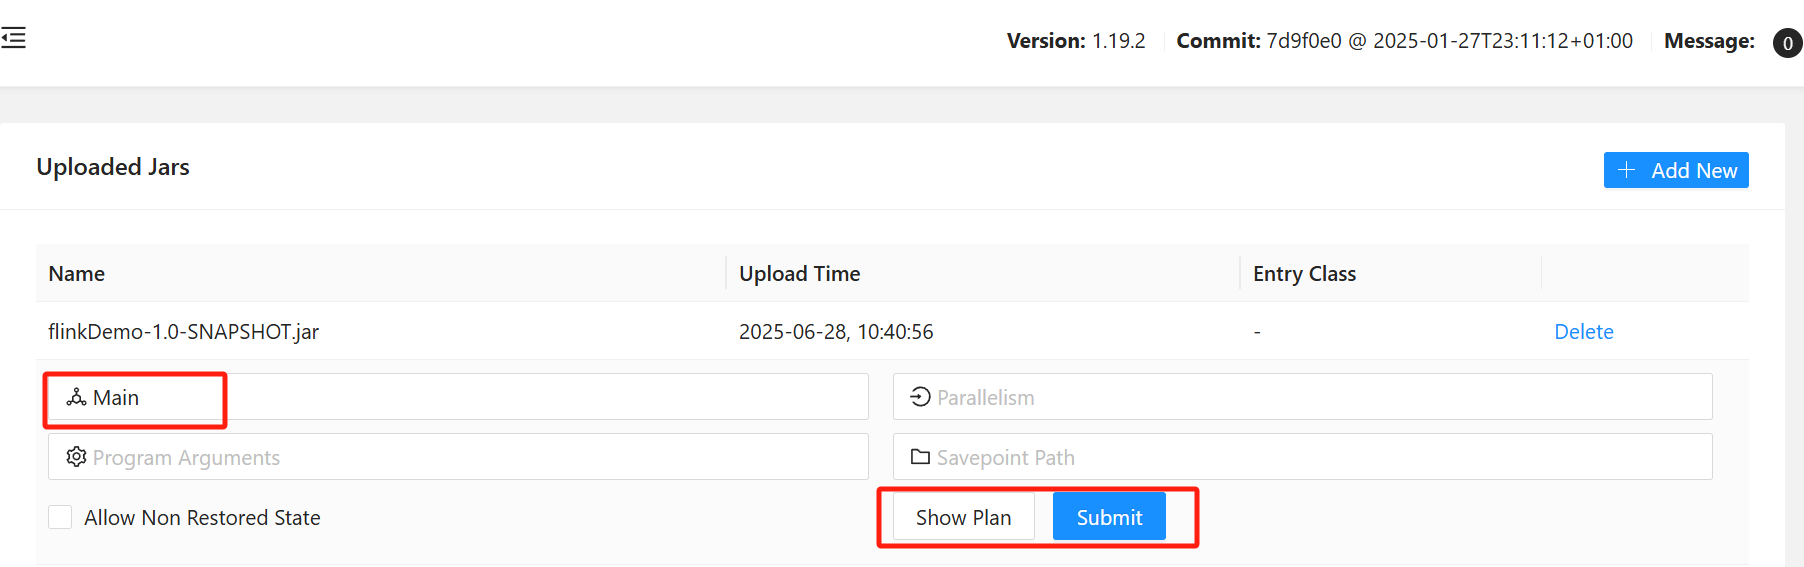 Version: 1.19.2 Commit: 7d9f0e0 @ 2025-01-27T23:11:12+01:00 Message: 0
Uploaded Jars
+ Add New
Name Upload Time Entry Class
flinkDemo-1.0-SNAPSHOT.jar 2025-06-28, 10:40:56 - Delete
Main Parallelism
Program Arguments Savepoint Path
Allow Non Restored State Show Plan Submit